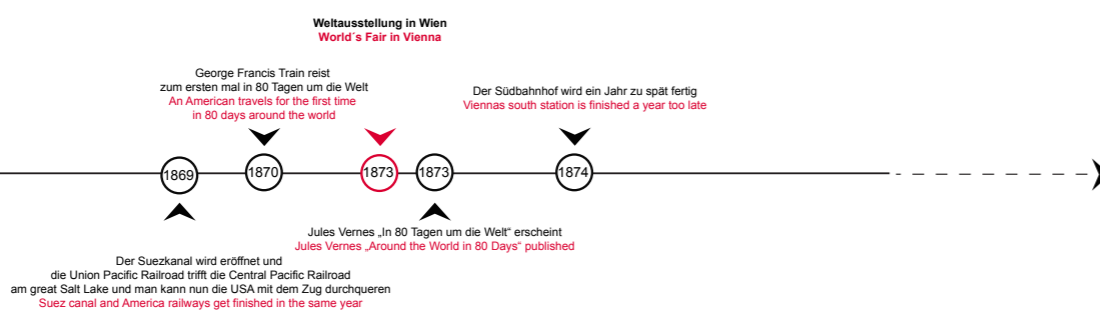 Weltausstellung in Wien
World´s Fair in Vienna
George Francis Train reist
zum ersten mal in 80 Tagen um die Welt
An American travels for the first time
in 80 days around the world
Der Südbahnhof wird ein Jahr zu spät fertig
Viennas south station is finished a year too late
1869
1870
1873
1873
1874
Jules Vernes „In 80 Tagen um die Welt“ erscheint
Jules Vernes „Around the World in 80 Days“ published
Der Suezkanal wird eröffnet und
die Union Pacific Railroad trifft die Central Pacific Railroad
am great Salt Lake und man kann nun die USA mit dem Zug durchqueren
Suez canal and America railways get finished in the same year